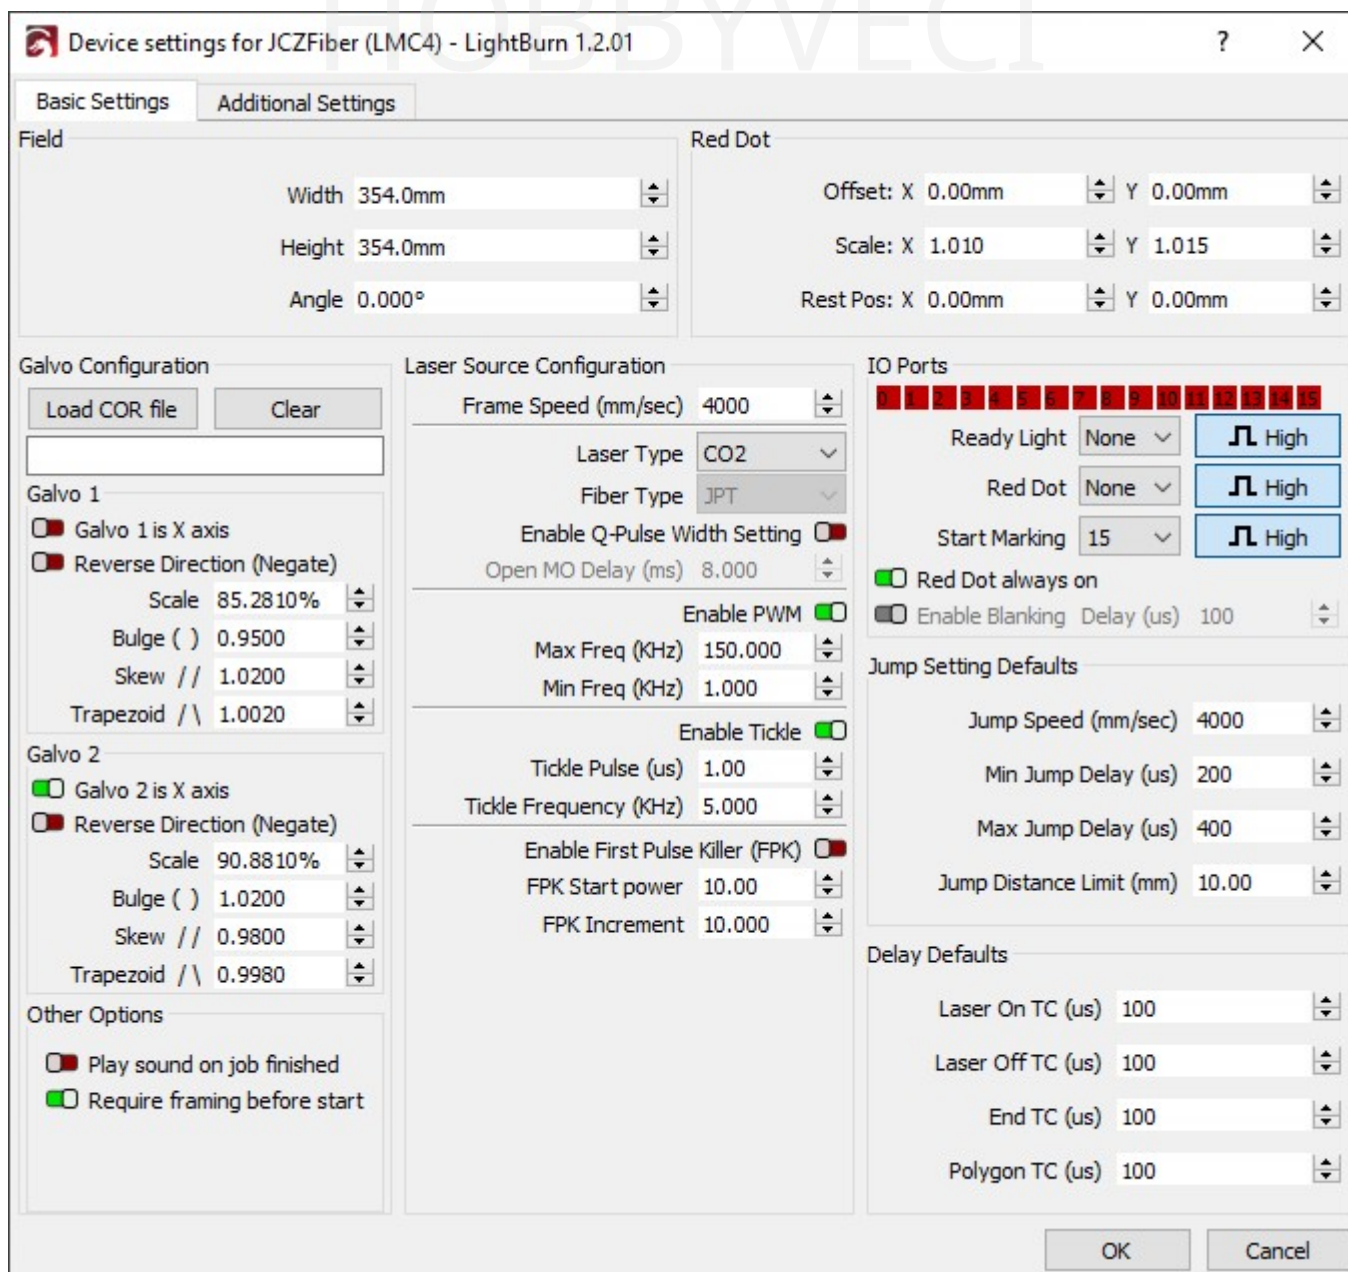 HOBBYVECI
Device settings for JCZFiber (LMC4) - LightBurn 1.2.01 ?
Basic Settings Additional Settings
Field
Width 354.0mm
Height 354.0mm
Angle 0.000°
Red Dot
Offset: X 0.00mm Y 0.00mm
Scale: X 1.010 Y 1.015
Rest Pos: X 0.00mm Y 0.00mm
Galvo Configuration
Load COR file Clear
Galvo 1
Galvo 1 is X axis
Reverse Direction (Negate)
Scale 85.2810%
Bulge ( ) 0.9500
Skew / / 1.0200
Trapezoid / \ 1.0020
Galvo 2
Galvo 2 is X axis
Reverse Direction (Negate)
Scale 90.8810%
Bulge ( ) 1.0200
Skew / / 0.9800
Trapezoid / \ 0.9980
Other Options
Play sound on job finished
Require framing before start
Laser Source Configuration
Frame Speed (mm/sec) 4000
Laser Type CO2
Fiber Type JPT
Enable Q-Pulse Width Setting
Open MO Delay (ms) 8.000
Enable PWM
Max Freq (KHz) 150.000
Min Freq (KHz) 1.000
Enable Tickle
Tickle Pulse (us) 1.00
Tickle Frequency (KHz) 5.000
Enable First Pulse Killer (FPK)
FPK Start power 10.00
FPK Increment 10.000
IO Ports
0 1 2 3 4 5 6 7 8 9 10 11 12 13 14 15
Ready Light None High
Red Dot None High
Start Marking 15 High
Red Dot always on
Enable Blanking Delay (us) 100
Jump Setting Defaults
Jump Speed (mm/sec) 4000
Min Jump Delay (us) 200
Max Jump Delay (us) 400
Jump Distance Limit (mm) 10.00
Delay Defaults
Laser On TC (us) 100
Laser Off TC (us) 100
End TC (us) 100
Polygon TC (us) 100
OK Cancel